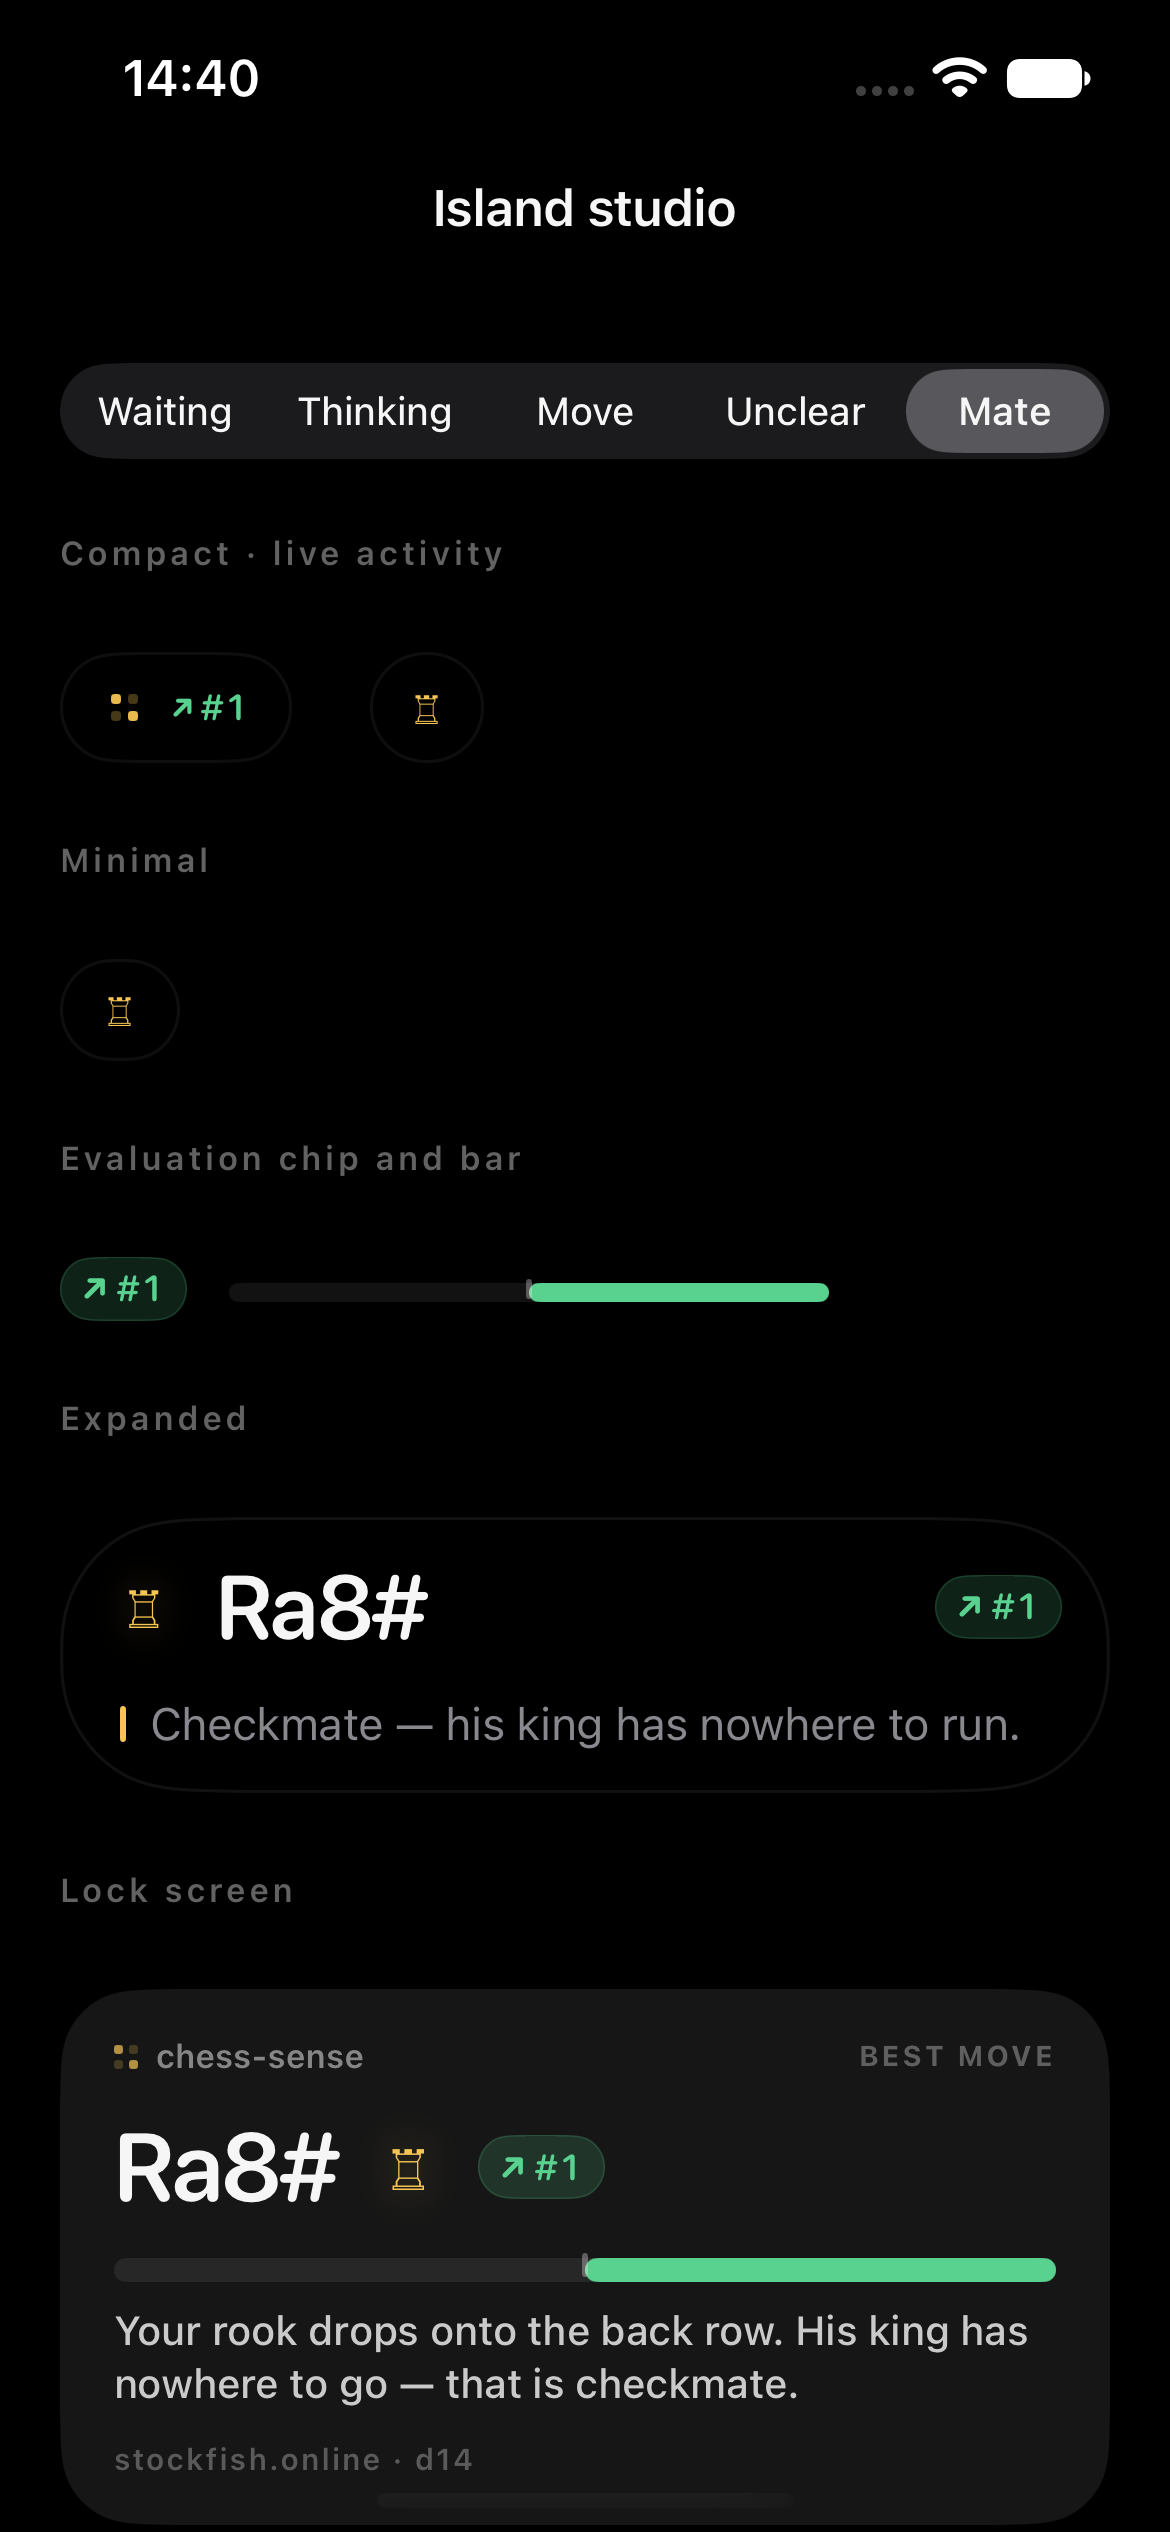 14:40
Island studio
Waiting Thinking Move Unclear Mate
Compact · live activity
#1
Minimal
Evaluation chip and bar
#1
Expanded
Ra8# #1
Checkmate — his king has nowhere to run.
Lock screen
chess-sense BEST MOVE
Ra8# #1
Your rook drops onto the back row. His king has
nowhere to go — that is checkmate.
stockfish.online · d14